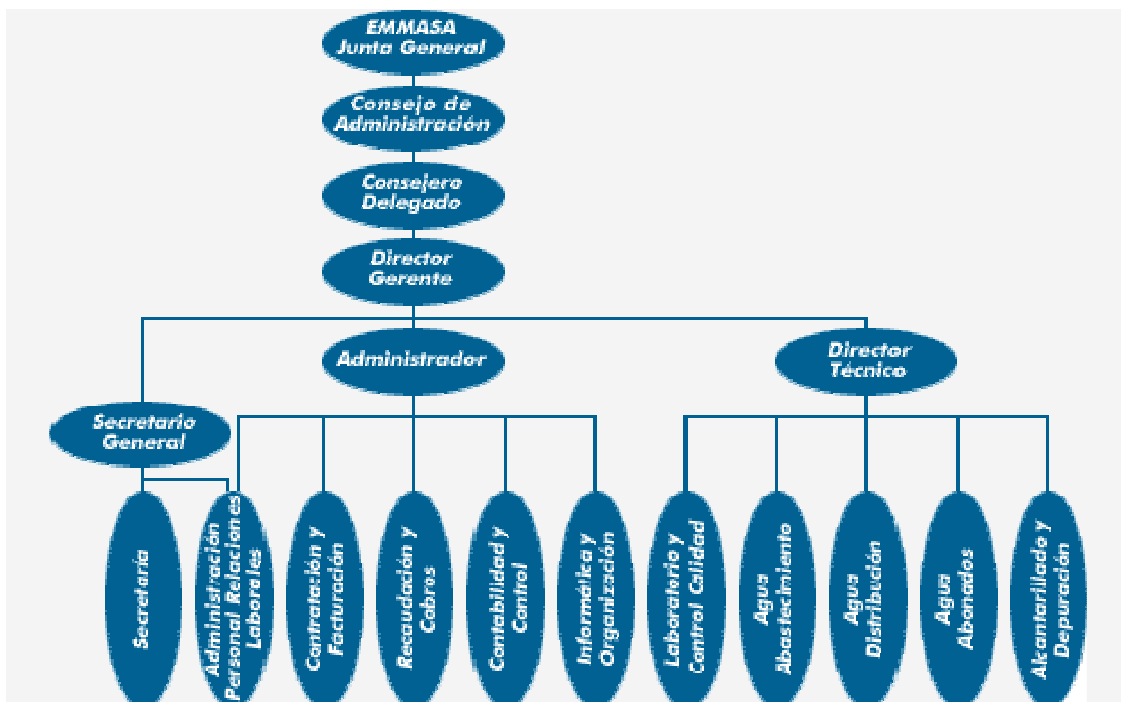 EMMASA
Junta General
Consejo de
Administración
Consejero
Delegado
Director
Gerente
Administrador
Director
Técnico
Secretario
General
Secretaría
Administración
Personal Relaciones
Laborales
Contratación y
Facturación
Recaudación y
Cobros
Contabilidad y
Control
Informática y
Organización
Laboratorio y
Control Calidad
Agua
Abastecimiento
Agua
Distribución
Agua
Abonados
Alcantarillado y
Depuración